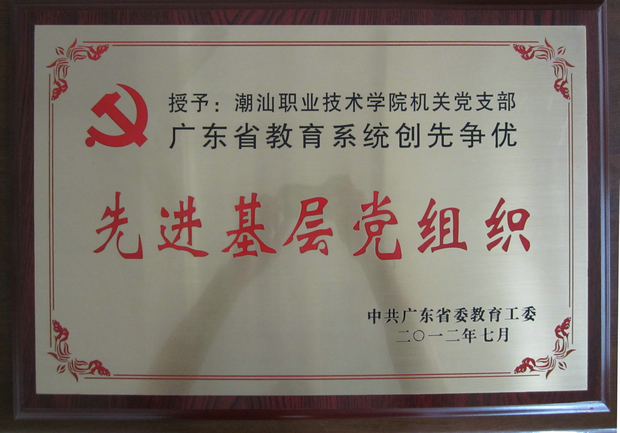 授予：潮汕职业技术学院机关党支部
广东省教育系统创先争优
先进基层党组织
中共广东省委教育工委
二〇一二年七月